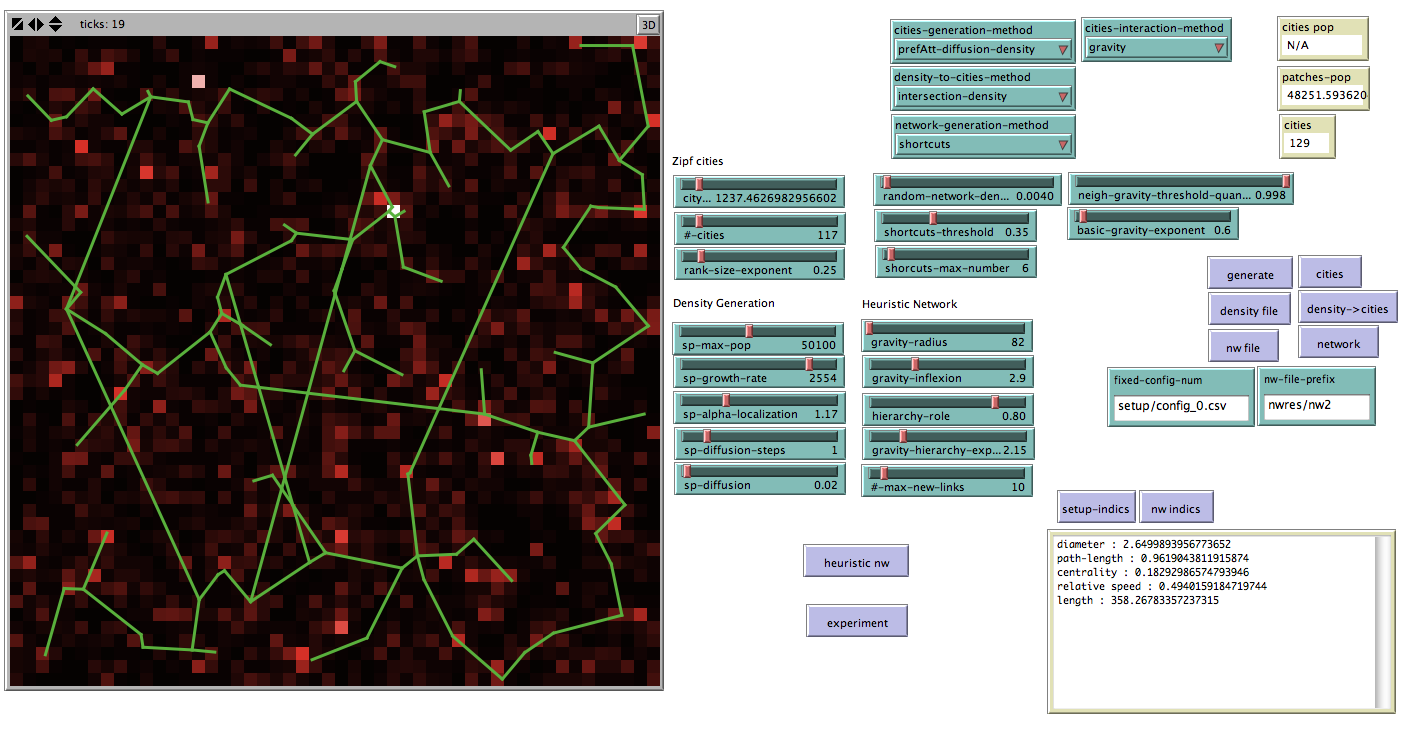 ticks: 19
3D
cities-generation-method
prefAtt-diffusion-density
cities-interaction-method
gravity
cities pop
N/A
density-to-cities-method
intersection-density
patches-pop
48251.593620
network-generation-method
shortcuts
cities
129
Zipf cities
city... 1237.4626982956602
random-network-den... 0.0040
neigh-gravity-threshold-quan... 0.998
#-cities 117
shortcuts-threshold 0.35
basic-gravity-exponent 0.6
rank-size-exponent 0.25
shorcuts-max-number 6
generate
cities
density file
density->cities
nw file
network
Density Generation
Heuristic Network
sp-max-pop 50100
gravity-radius 82
sp-growth-rate 2554
gravity-inflexion 2.9
fixed-config-num
setup/config_0.csv
nw-file-prefix
nwres/nw2
sp-alpha-localization 1.17
hierarchy-role 0.80
sp-diffusion-steps 1
gravity-hierarchy-exp... 2.15
sp-diffusion 0.02
#-max-new-links 10
setup-indics
nw indics
heuristic nw
experiment
diameter : 2.6499893956773652
path-length : 0.9619043811915874
centrality : 0.18292986574793946
relative speed : 0.4940159184719744
length : 358.26783357237315